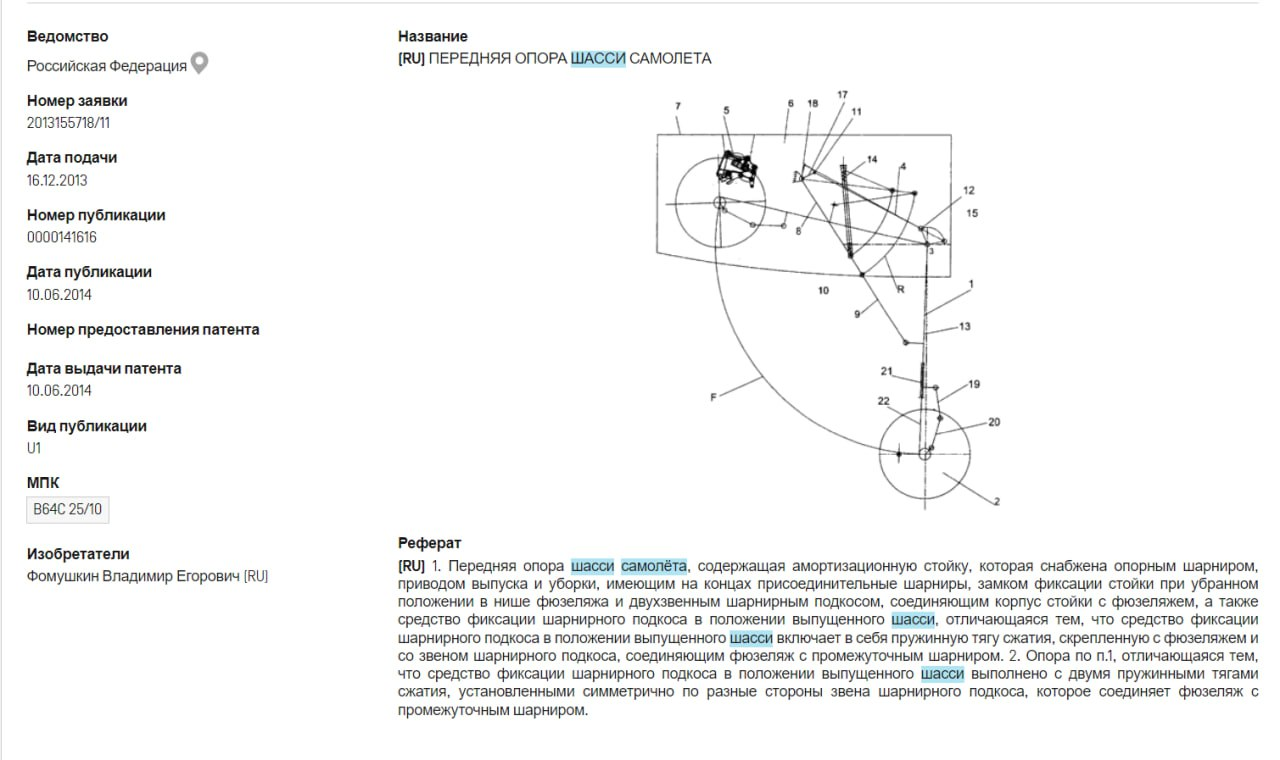 Ведомство
Российская Федерация
Номер заявки
2013155718/11
Дата подачи
16.12.2013
Номер публикации
0000141616
Дата публикации
10.06.2014
Номер предоставления патента
Дата выдачи патента
10.06.2014
Вид публикации
U1
МПК
B64C 25/10
Изобретатели
Фомушкин Владимир Егорович [RU]
Название
[RU] ПЕРЕДНЯЯ ОПОРА ШАССИ САМОЛЕТА
7
5
6
18
17
11
14
4
12
15
8
3
10
R
1
9
13
21
19
F
22
20
2
Реферат
[RU] 1. Передняя опора шасси самолёта, содержащая амортизационную стойку, которая снабжена опорным шарниром,
приводом выпуска и уборки, имеющим на концах присоединительные шарниры, замком фиксации стойки при убранном
положении в нише фюзеляжа и двухзвенным шарнирным подкосом, соединяющим корпус стойки с фюзеляжем, а также
средство фиксации шарнирного подкоса в положении выпущенного шасси, отличающаяся тем, что средство фиксации
шарнирного подкоса в положении выпущенного шасси включает в себя пружинную тягу сжатия, скрепленную с фюзеляжем и
со звеном шарнирного подкоса, соединяющим фюзеляж с промежуточным шарниром. 2. Опора по п.1, отличающаяся тем,
что средство фиксации шарнирного подкоса в положении выпущенного шасси выполнено с двумя пружинными тягами
сжатия, установленными симметрично по разные стороны звена шарнирного подкоса, которое соединяет фюзеляж с
промежуточным шарниром.